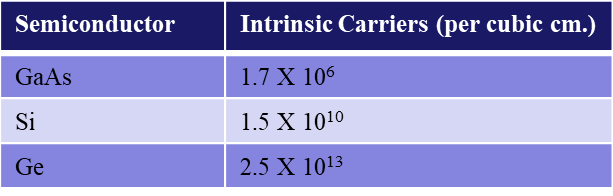 Semiconductor Intrinsic Carriers (per cubic cm.)
GaAs 1.7 X 10⁶
Si 1.5 X 10¹⁰
Ge 2.5 X 10¹³